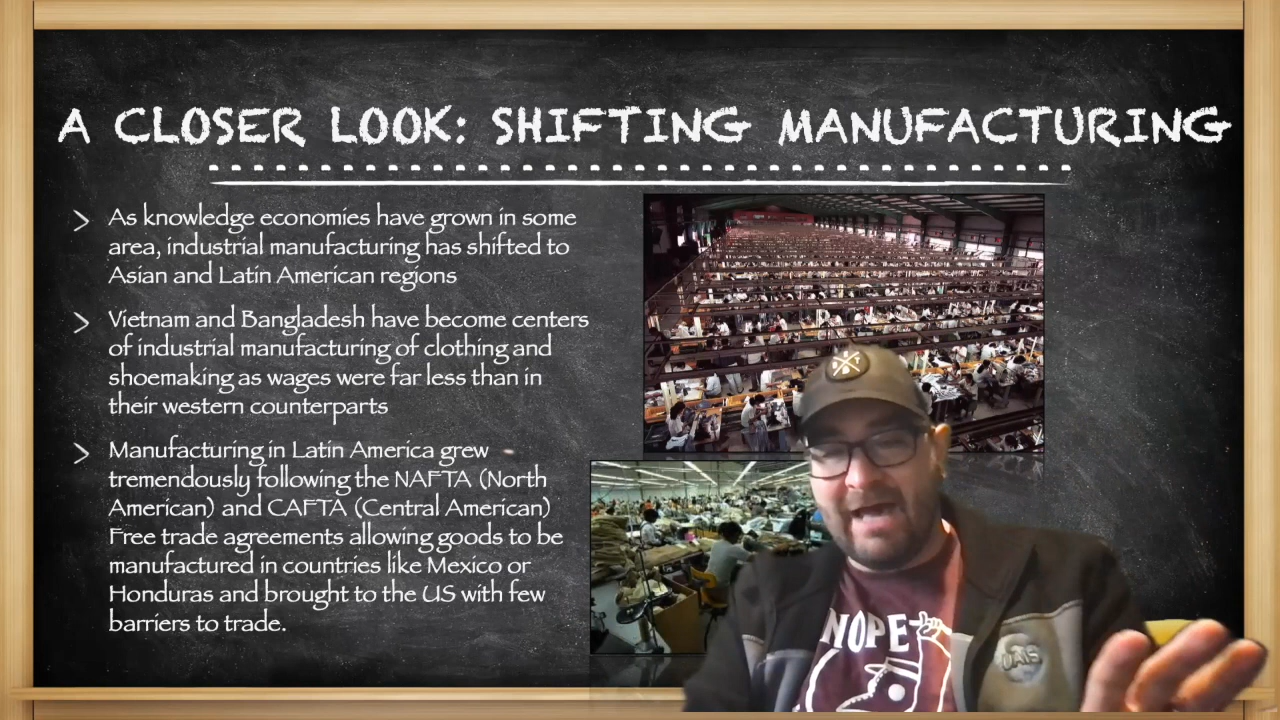 A CLOSER LOOK: SHIFTING MANUFACTURING
As knowledge economies have grown in some
area, industrial manufacturing has shifted to
Asian and Latin American regions
Vietnam and Bangladesh have become centers
of industrial manufacturing of clothing and
shoemaking as wages were far less than in
their western counterparts
Manufacturing in Latin America grew
tremendously following the NAFTA (North
American) and CAFTA (Central American)
Free trade agreements allowing goods to be
manufactured in countries like Mexico or
Honduras and brought to the US with few
barriers to trade.
NOPE